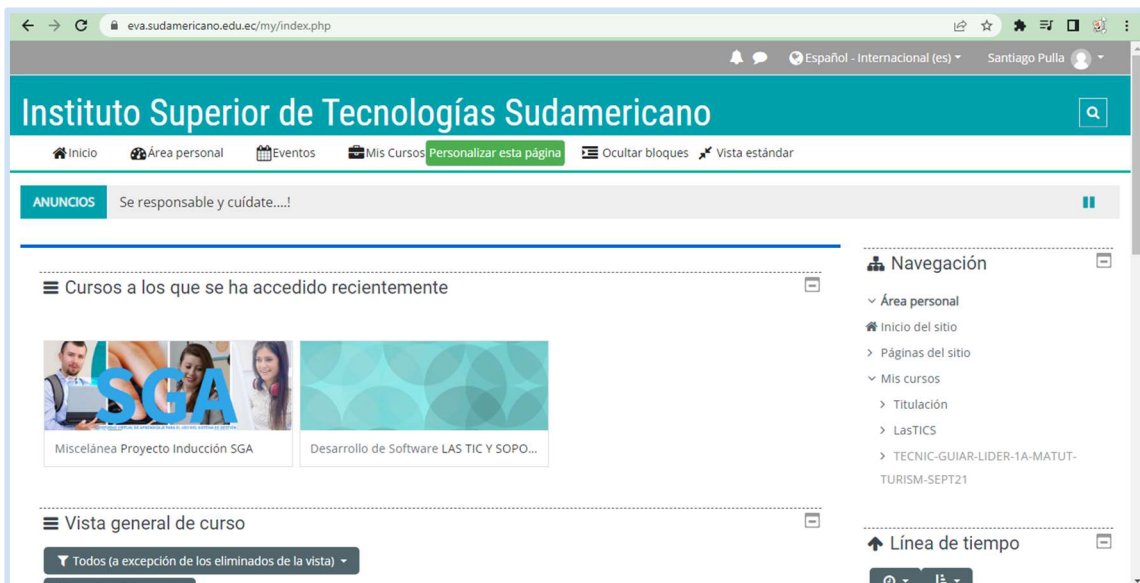 eva.sudamericano.edu.ec/my/index.php
Español - Internacional (es)
Santiago Pulla
Instituto Superior de Tecnologías Sudamericano
Inicio
Área personal
Eventos
Mis Cursos
Personalizar esta página
Ocultar bloques
Vista estándar
ANUNCIOS
Se responsable y cuídate....!
Cursos a los que se ha accedido recientemente
SGA
Miscelánea Proyecto Inducción SGA
Desarrollo de Software LAS TIC Y SOPO...
Vista general de curso
Todos (a excepción de los eliminados de la vista)
Navegación
Área personal
Inicio del sitio
Páginas del sitio
Mis cursos
Titulación
LasTICS
TECNIC-GUIAR-LIDER-1A-MATUT-
TURISM-SEPT21
Línea de tiempo